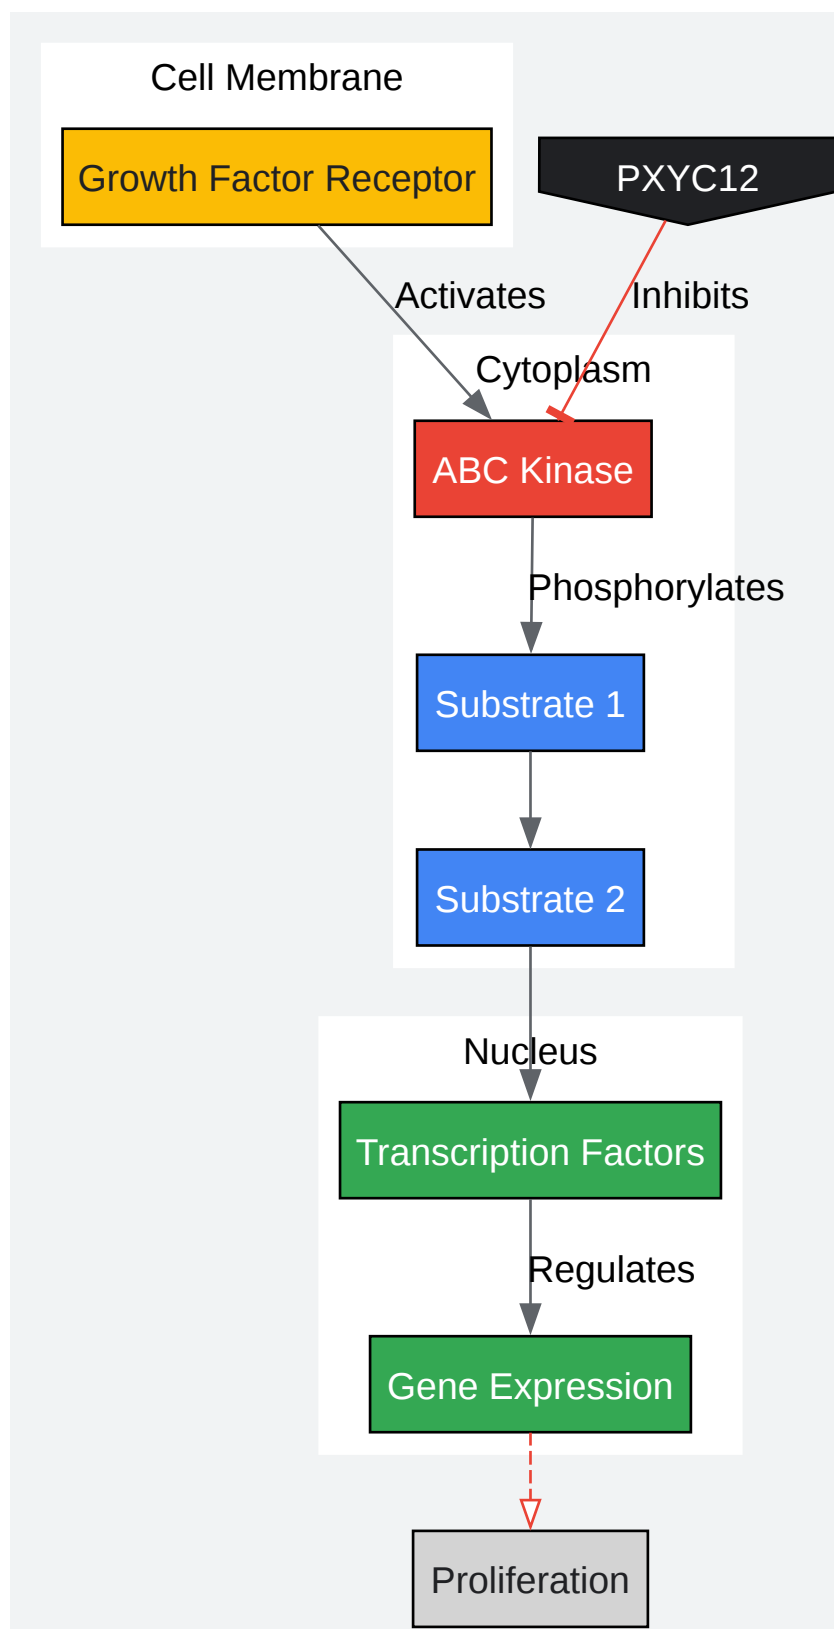 Cell Membrane
Growth Factor Receptor
PXYC12
Activates
Inhibits
Cytoplasm
ABC Kinase
Phosphorylates
Substrate 1
Substrate 2
Nucleus
Transcription Factors
Regulates
Gene Expression
Proliferation